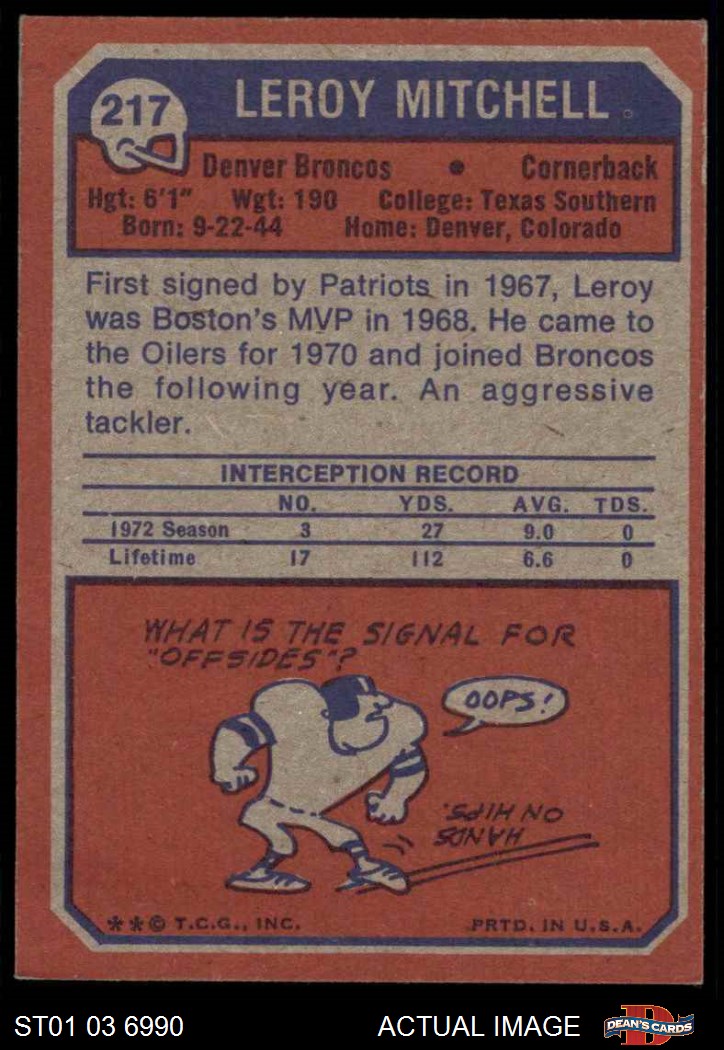 217
LEROY MITCHELL
Denver Broncos • Cornerback
Hgt: 6'1" Wgt: 190 College: Texas Southern
Born: 9-22-44 Home: Denver, Colorado
First signed by Patriots in 1967, Leroy
was Boston's MVP in 1968. He came to
the Oilers for 1970 and joined Broncos
the following year. An aggressive
tackler.
INTERCEPTION RECORD
NO. YDS. AVG. TDS.
1972 Season 3 27 9.0 0
Lifetime 17 112 6.6 0
WHAT IS THE SIGNAL FOR
"OFFSIDES"?
OOPS!
HANDS
ON HIPS.
**© T.C.G., INC. PRTD. IN U.S.A.
ST01 03 6990 ACTUAL IMAGE D DEAN'S CARDS